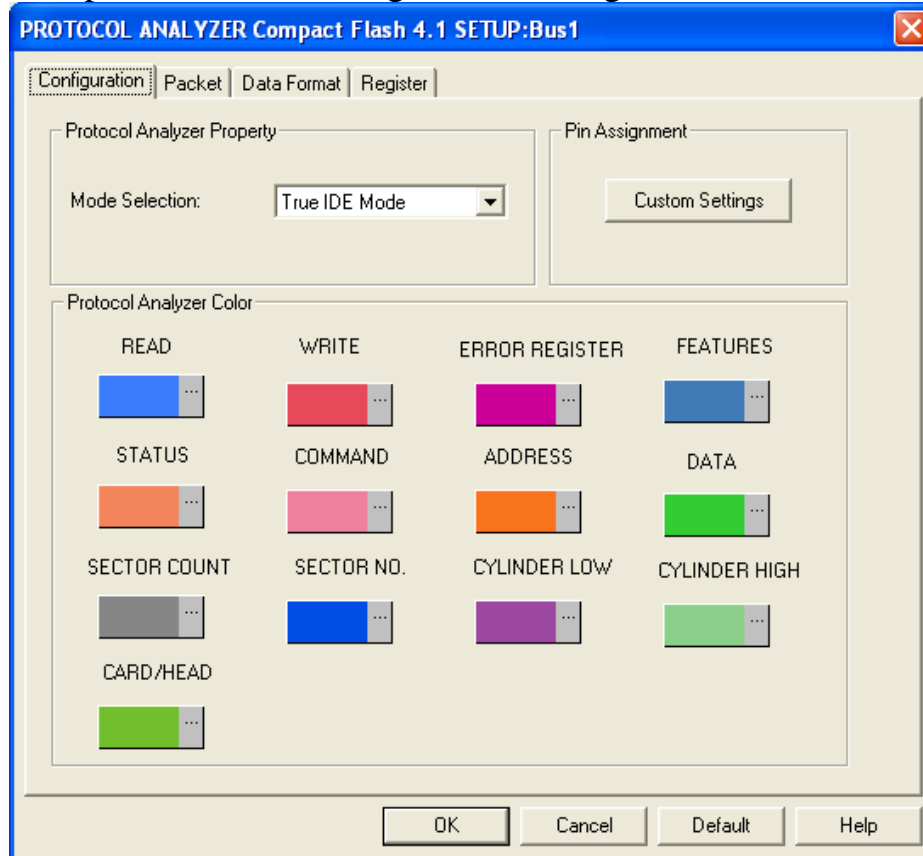 PROTOCOL ANALYZER Compact Flash 4.1 SETUP:Bus1
Configuration Packet Data Format Register
Protocol Analyzer Property
Pin Assignment
Mode Selection: True IDE Mode
Custom Settings
Protocol Analyzer Color
READ WRITE ERROR REGISTER FEATURES
... ... ... ...
STATUS COMMAND ADDRESS DATA
... ... ... ...
SECTOR COUNT SECTOR NO. CYLINDER LOW CYLINDER HIGH
... ... ... ...
CARD/HEAD
...
OK Cancel Default Help